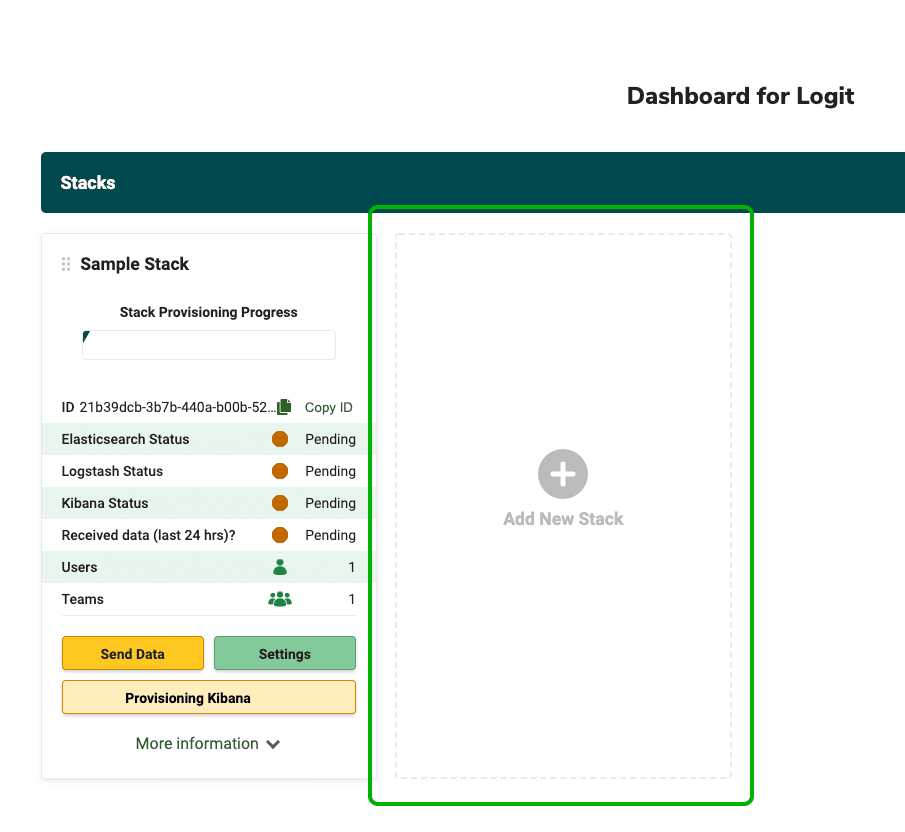 Dashboard for Logit
Stacks
Sample Stack
Stack Provisioning Progress
ID 21b39dcb-3b7b-440a-b00b-52... Copy ID
Elasticsearch Status Pending
Logstash Status Pending
Kibana Status Pending
Received data (last 24 hrs)? Pending
Users 1
Teams 1
Send Data Settings
Provisioning Kibana
More information
Add New Stack